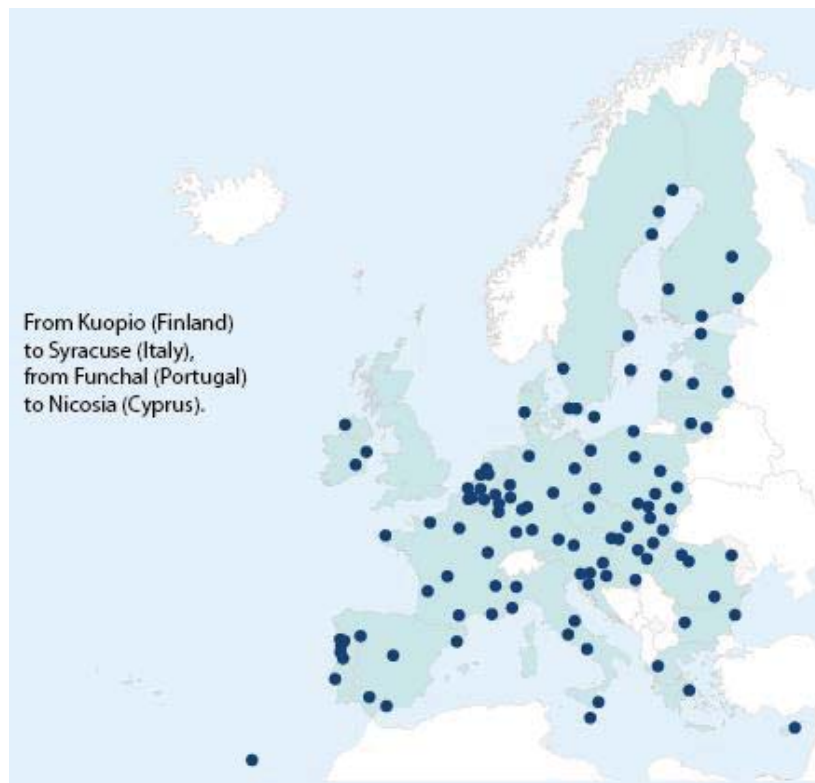 From Kuopio (Finland)
to Syracuse (Italy),
from Funchal (Portugal)
to Nicosia (Cyprus).